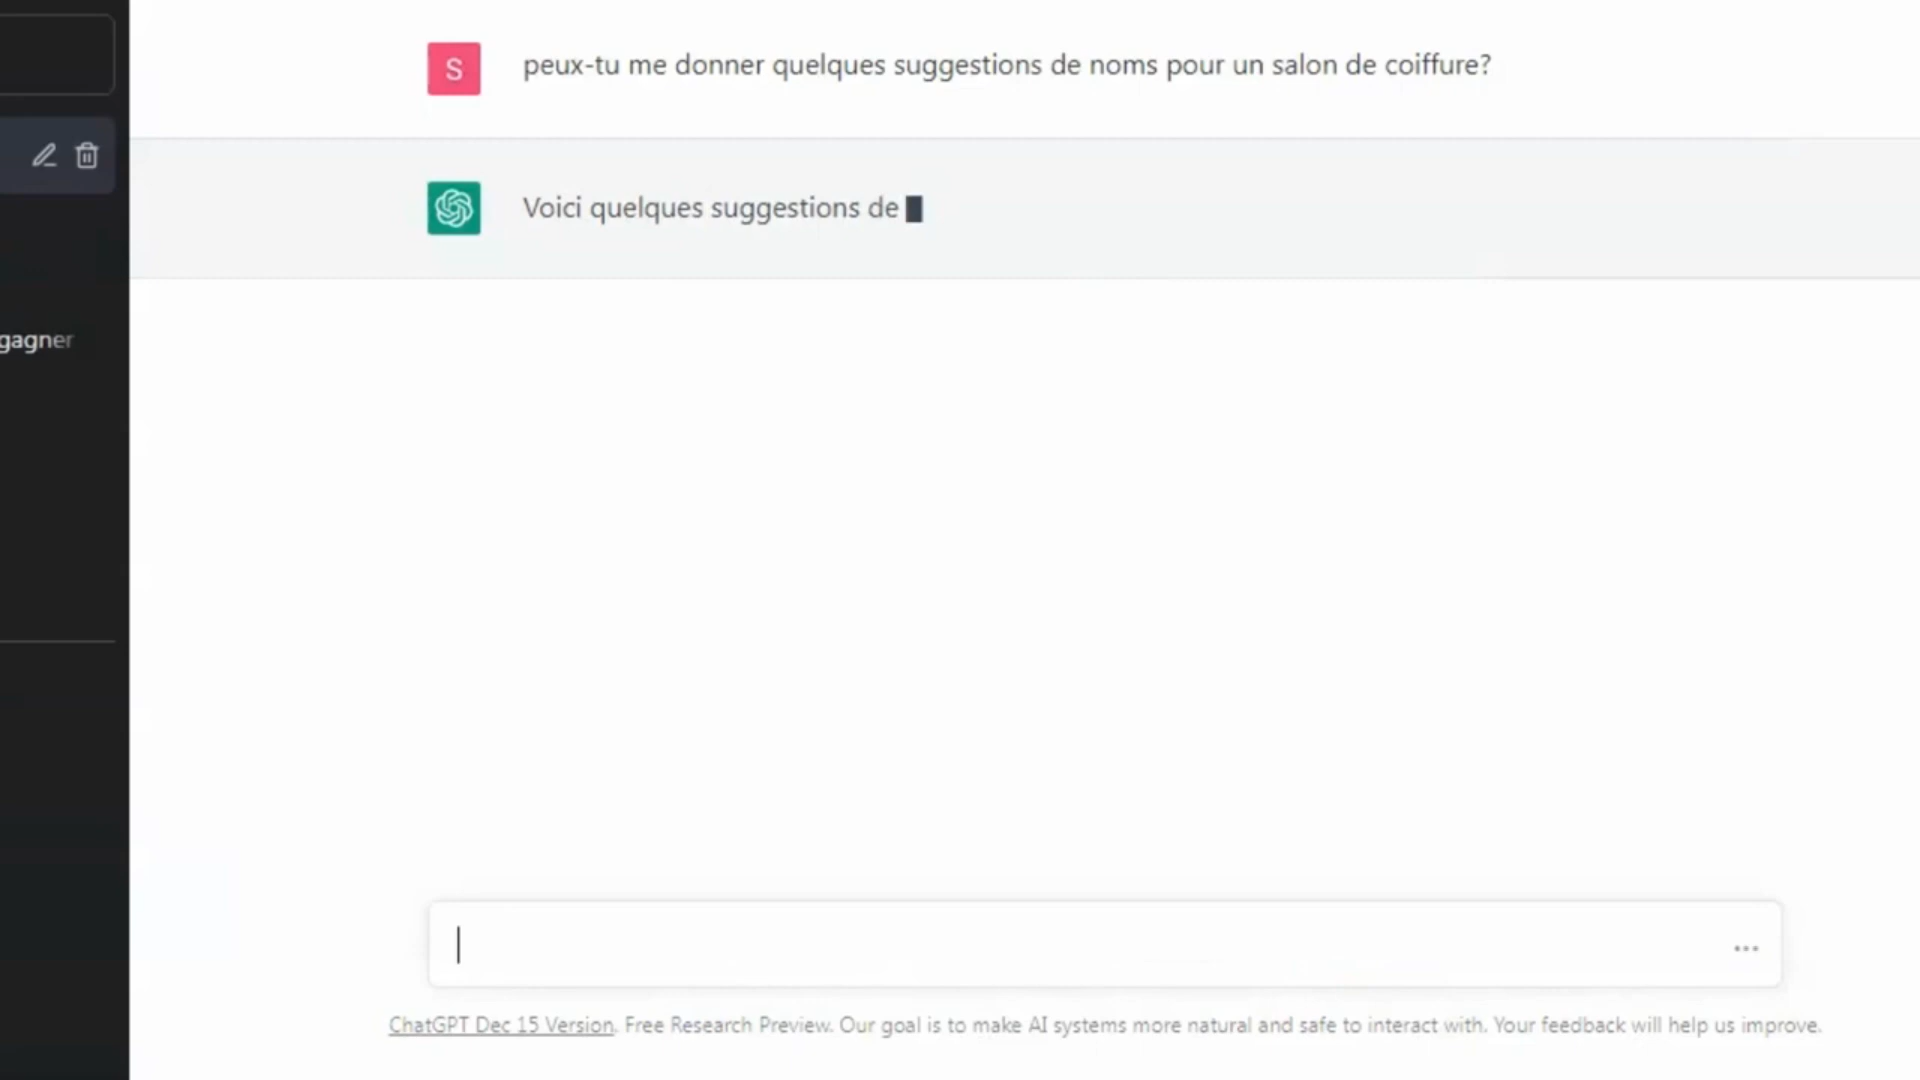 S
peux-tu me donner quelques suggestions de noms pour un salon de coiffure?
Voici quelques suggestions de
gagner
ChatGPT Dec 15 Version. Free Research Preview. Our goal is to make AI systems more natural and safe to interact with. Your feedback will help us improve.